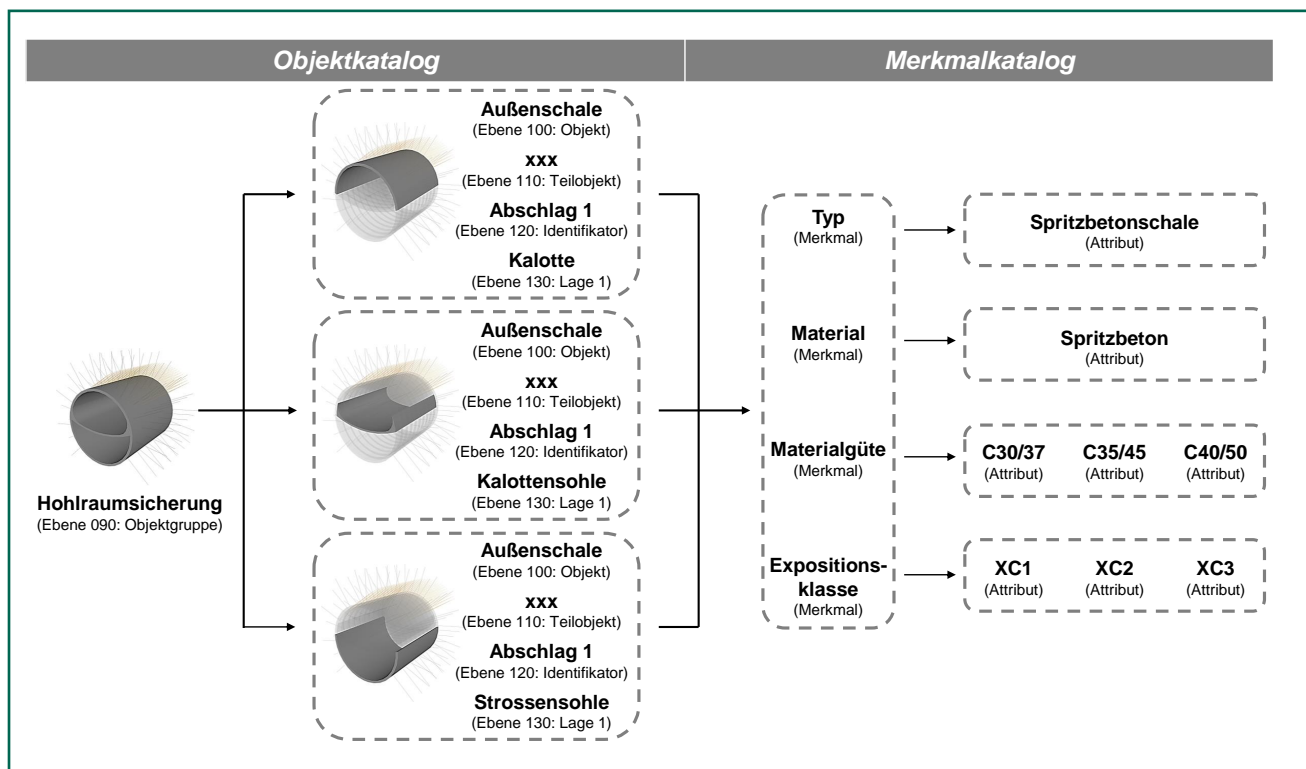 Objektkatalog
Merkmalkatalog
Hohlraumsicherung
(Ebene 090: Objektgruppe)
Außenschale
(Ebene 100: Objekt)
xxx
(Ebene 110: Teilobjekt)
Abschlag 1
(Ebene 120: Identifikator)
Kalotte
(Ebene 130: Lage 1)
Außenschale
(Ebene 100: Objekt)
xxx
(Ebene 110: Teilobjekt)
Abschlag 1
(Ebene 120: Identifikator)
Kalottensohle
(Ebene 130: Lage 1)
Außenschale
(Ebene 100: Objekt)
xxx
(Ebene 110: Teilobjekt)
Abschlag 1
(Ebene 120: Identifikator)
Strossensohle
(Ebene 130: Lage 1)
Typ
(Merkmal)
Spritzbetonschale
(Attribut)
Material
(Merkmal)
Spritzbeton
(Attribut)
Materialgüte
(Merkmal)
C30/37 C35/45 C40/50
(Attribut) (Attribut) (Attribut)
Expositions-
klasse
(Merkmal)
XC1 XC2 XC3
(Attribut) (Attribut) (Attribut)